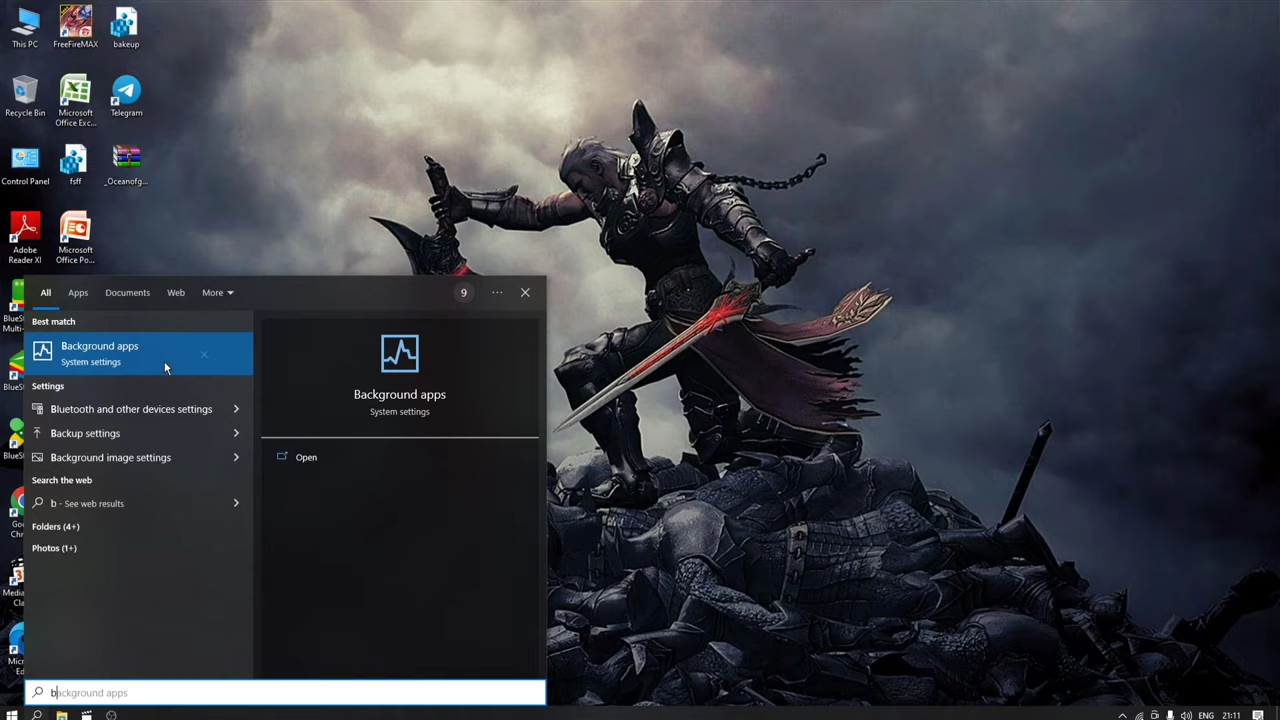 This PC
FreeFireMAX
bakeup
Recycle Bin
Microsoft
Office Exc...
Telegram
Control Panel
fsff
_Oceanofg...
Adobe
Reader XI
Microsoft
Office Po...
All
Apps
Documents
Web
More
9
Best match
Background apps
System settings
Settings
Bluetooth and other devices settings
Backup settings
Background image settings
Search the web
b - See web results
Folders (4+)
Photos (1+)
Background apps
System settings
Open
background apps
ENG
21:11